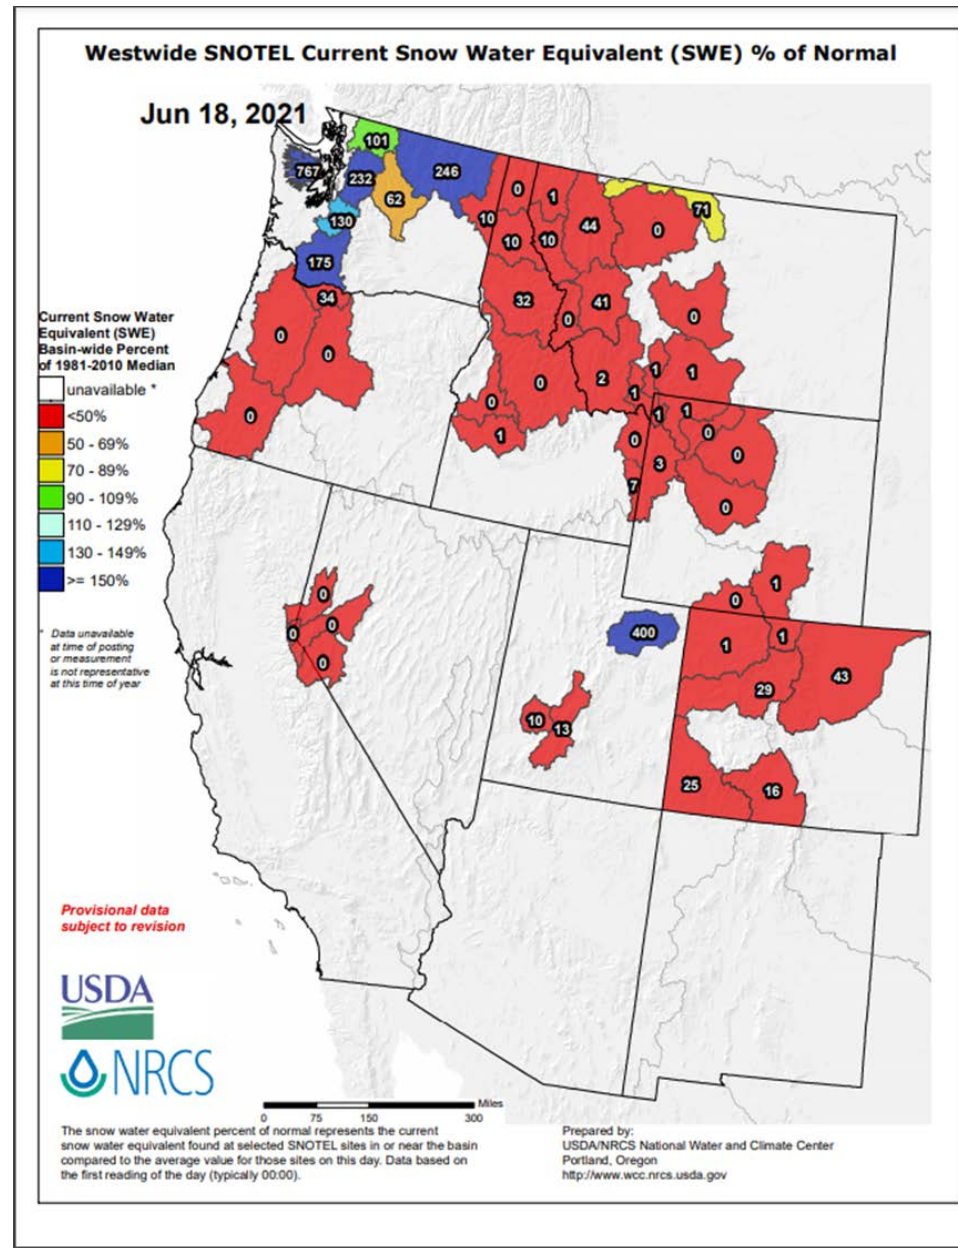 Westwide SNOTEL Current Snow Water Equivalent (SWE) % of Normal
Jun 18, 2021
101
767
232
246
62
130
175
0
1
44
71
10
10
10
0
34
32
41
0
0
0
0
0
1
1
2
0
0
1
0
1
1
1
0
0
3
0
7
0
Current Snow Water
Equivalent (SWE)
Basin-wide Percent
of 1981-2010 Median
unavailable *
<50%
50 - 69%
70 - 89%
90 - 109%
110 - 129%
130 - 149%
>= 150%
* Data unavailable
at time of posting
or measurement
is not representative
at this time of year
0
0
0
0
1
0
400
1
1
43
29
10
13
25
16
Provisional data
subject to revision
USDA
NRCS
Miles
0 75 150 300
The snow water equivalent percent of normal represents the current
snow water equivalent found at selected SNOTEL sites in or near the basin
compared to the average value for those sites on this day. Data based on
the first reading of the day (typically 00:00).
Prepared by:
USDA/NRCS National Water and Climate Center
Portland, Oregon
http://www.wcc.nrcs.usda.gov